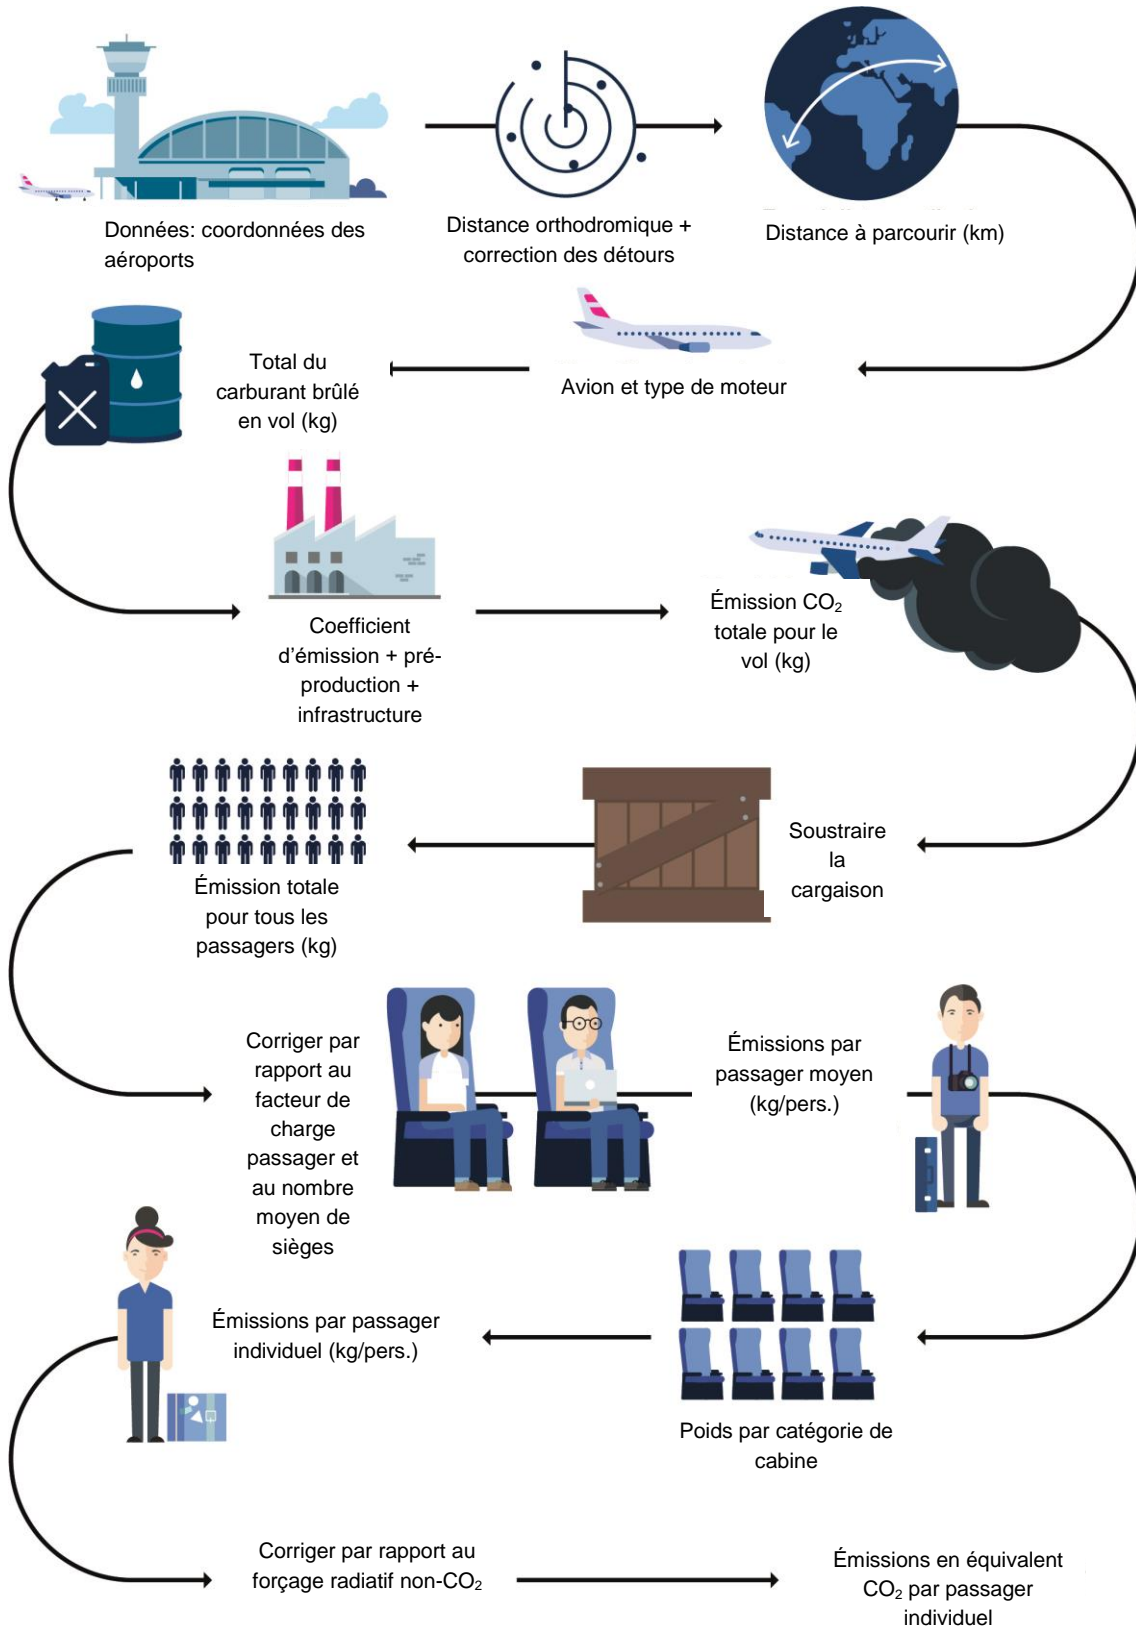 Données: coordonnées des
aéroports
Distance orthodromique +
correction des détours
Distance à parcourir (km)
Avion et type de moteur
Total du
carburant brûlé
en vol (kg)
Coefficient
d’émission + pré-
production +
infrastructure
Émission CO₂
totale pour le
vol (kg)
Soustraire
la
cargaison
Émission totale
pour tous les
passagers (kg)
Corriger par
rapport au
facteur de
charge
passager et
au nombre
moyen de
sièges
Émissions par
passager moyen
(kg/pers.)
Poids par catégorie de
cabine
Émissions par passager
individuel (kg/pers.)
Corriger par rapport au
forçage radiatif non-CO₂
Émissions en équivalent
CO₂ par passager
individuel